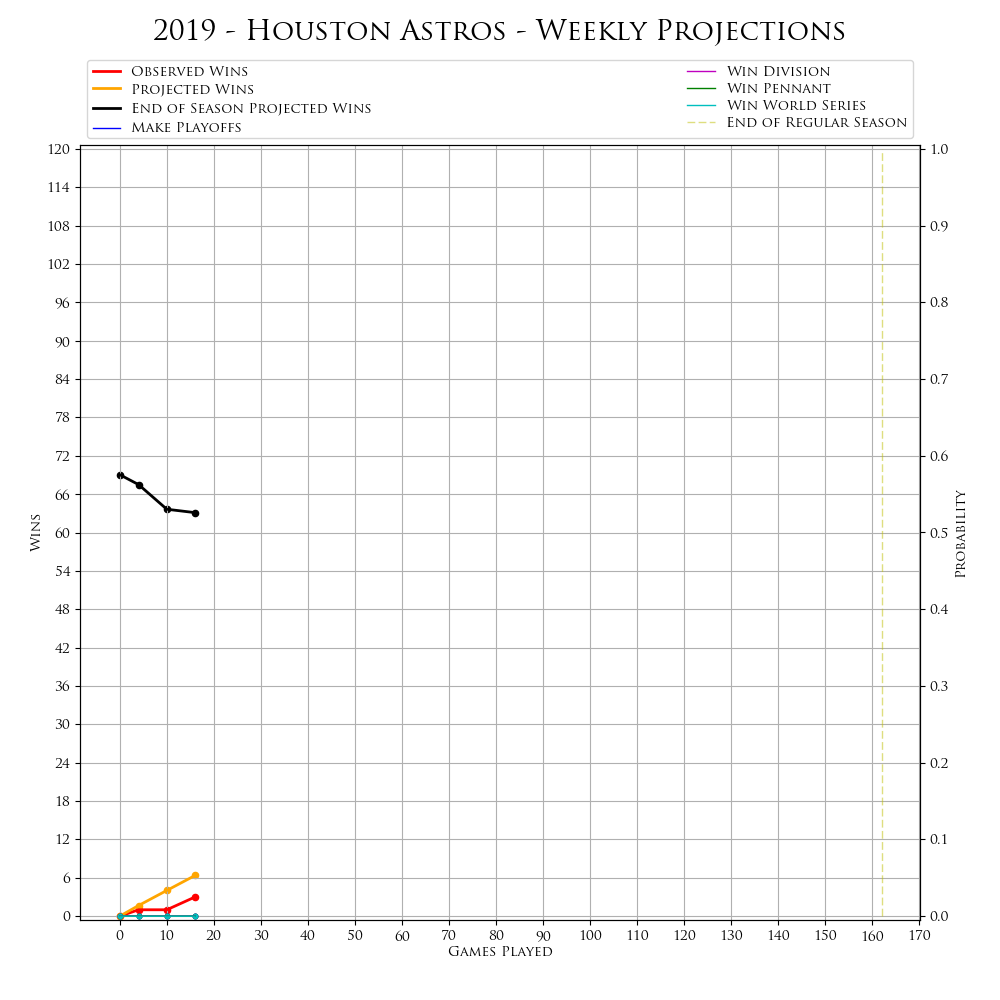 2019 - Houston Astros - Weekly Projections
Observed Wins
Projected Wins
End of Season Projected Wins
Make Playoffs
Win Division
Win Pennant
Win World Series
End of Regular Season
120
114
108
102
96
90
84
78
72
66
60
54
48
42
36
30
24
18
12
6
0
Wins
1.0
0.9
0.8
0.7
0.6
0.5
0.4
0.3
0.2
0.1
0.0
Probability
0 10 20 30 40 50 60 70 80 90 100 110 120 130 140 150 160 170
Games Played